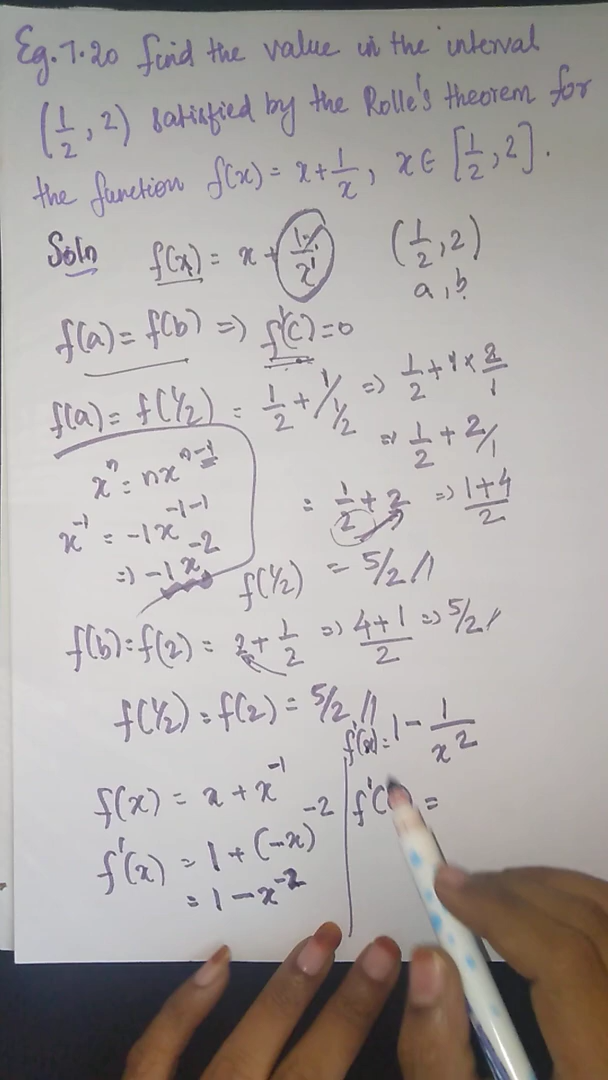 Eg.7.20 find the value in the interval
(1/2, 2) satisfied by the Rolle's theorem for
the function f(x) = x + 1/x, x ∈ [1/2, 2].
Soln f(x) = x + 1/x¹ (1/2, 2)
a, b
f(a) = f(b) => f'(c) = 0
f(a) = f(1/2) = 1/2 + 1/1/2 => 1/2 + 1 × 2/1
=> 1/2 + 2/1
= 1/2 + 2 => 1+4/2
xⁿ = nxⁿ⁻¹
x⁻¹ = -1x⁻¹⁻¹
=> -1x⁻²
f(1/2) = 5/2 //
f(b) = f(2) = 2 + 1/2 => 4+1/2 => 5/2 //
f(1/2) = f(2) = 5/2 //
f(x) = x + x⁻¹
f'(x) = 1 + (-x)⁻²
= 1 - x⁻²
f'(x) = 1 - 1/x²
f'( ) =